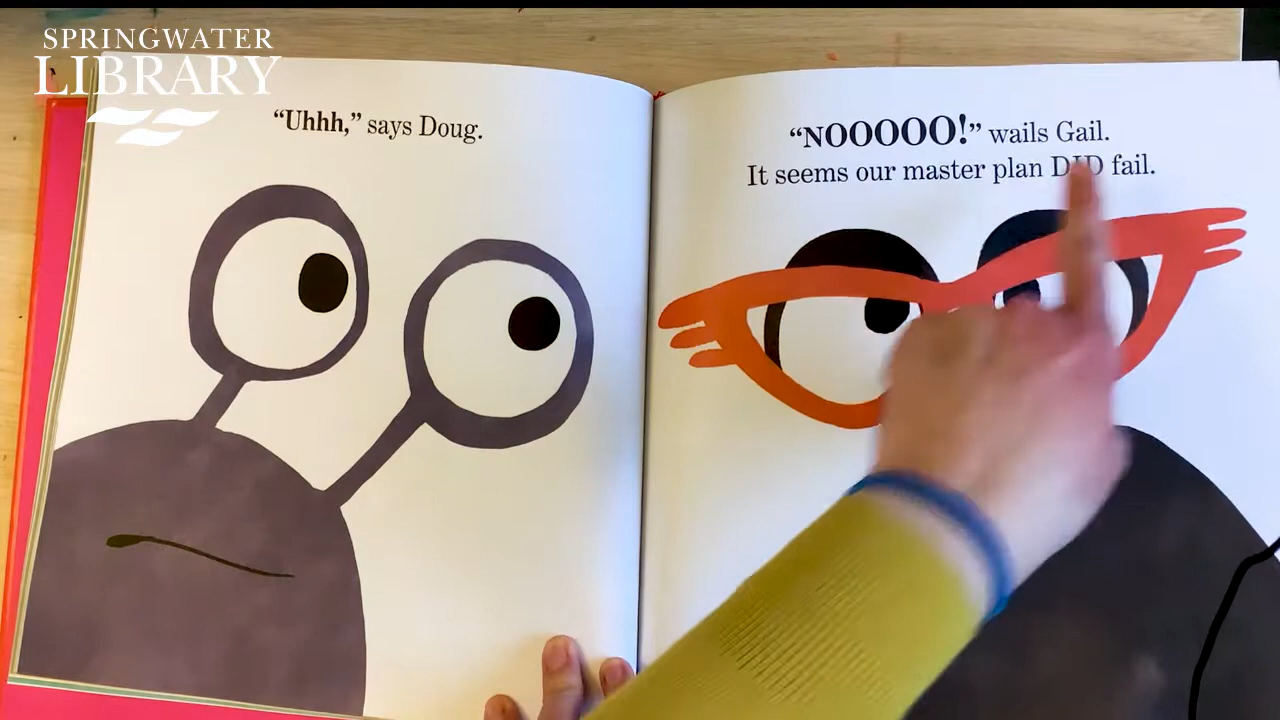 SPRINGWATER
LIBRARY
“Uhhh,” says Doug.
“NOOOOO!” wails Gail.
It seems our master plan DID fail.